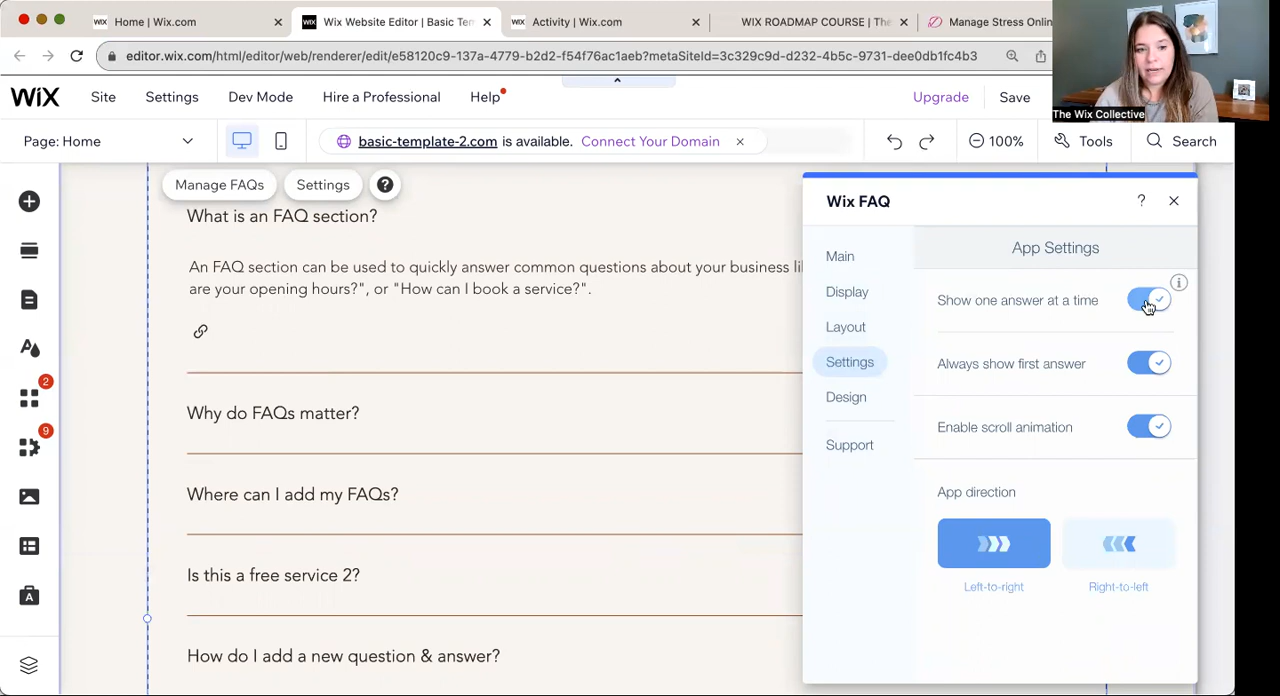 WIX Home | Wix.com
WIX Wix Website Editor | Basic Tem
WIX Activity | Wix.com
WIX ROADMAP COURSE | The
Manage Stress Onlin
editor.wix.com/html/editor/web/renderer/edit/e58120c9-137a-4779-b2d2-f54f76ac1aeb?metaSiteId=3c329c9d-d232-4b5c-9731-dee0db1fc4b3
The Wix Collective
WIX Site Settings Dev Mode Hire a Professional Help Upgrade Save
Page: Home
basic-template-2.com is available. Connect Your Domain
100%
Tools
Search
Manage FAQs Settings ?
What is an FAQ section?
An FAQ section can be used to quickly answer common questions about your business li
are your opening hours?", or "How can I book a service?".
Why do FAQs matter?
Where can I add my FAQs?
Is this a free service 2?
How do I add a new question & answer?
2
9
A
Wix FAQ ?
Main
Display
Layout
Settings
Design
Support
App Settings
Show one answer at a time
Always show first answer
Enable scroll animation
App direction
Left-to-right Right-to-left